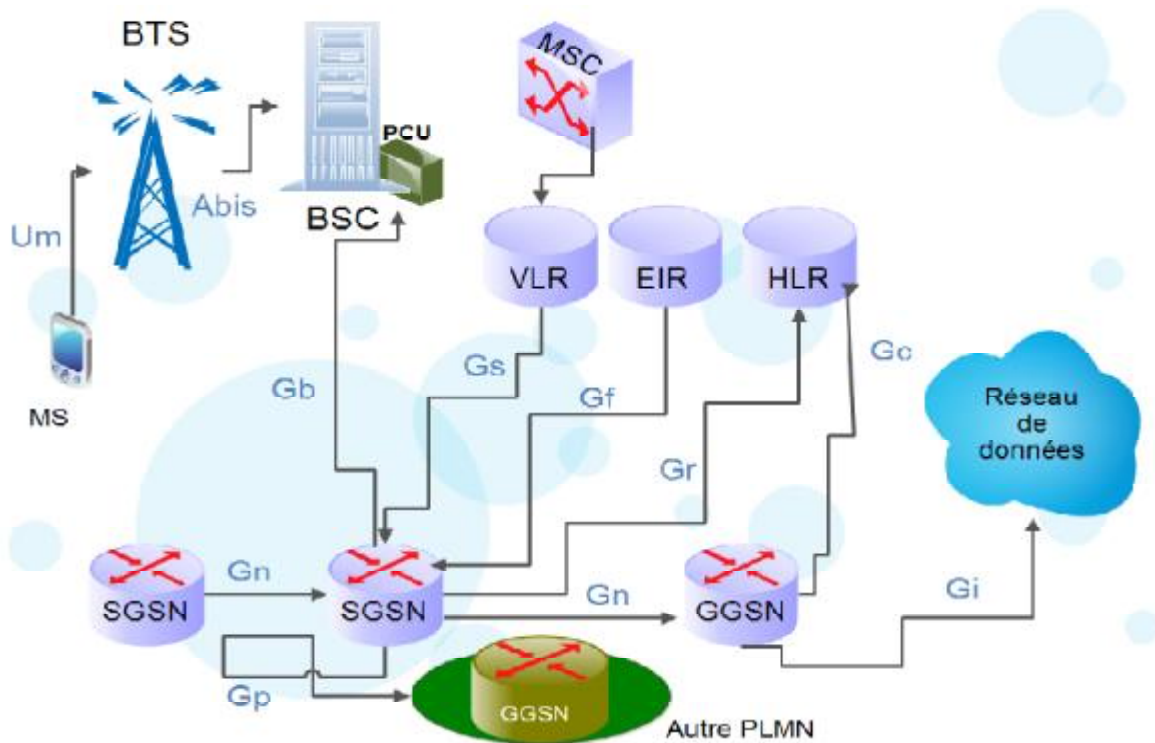 BTS
MSC
PCU
Abis
BSC
Um
VLR
EIR
HLR
Gs
Gc
Gb
Gf
MS
Réseau
de
données
Gr
Gn
SGSN
SGSN
Gn
GGSN
Gi
Gp
GGSN
Autre PLMN